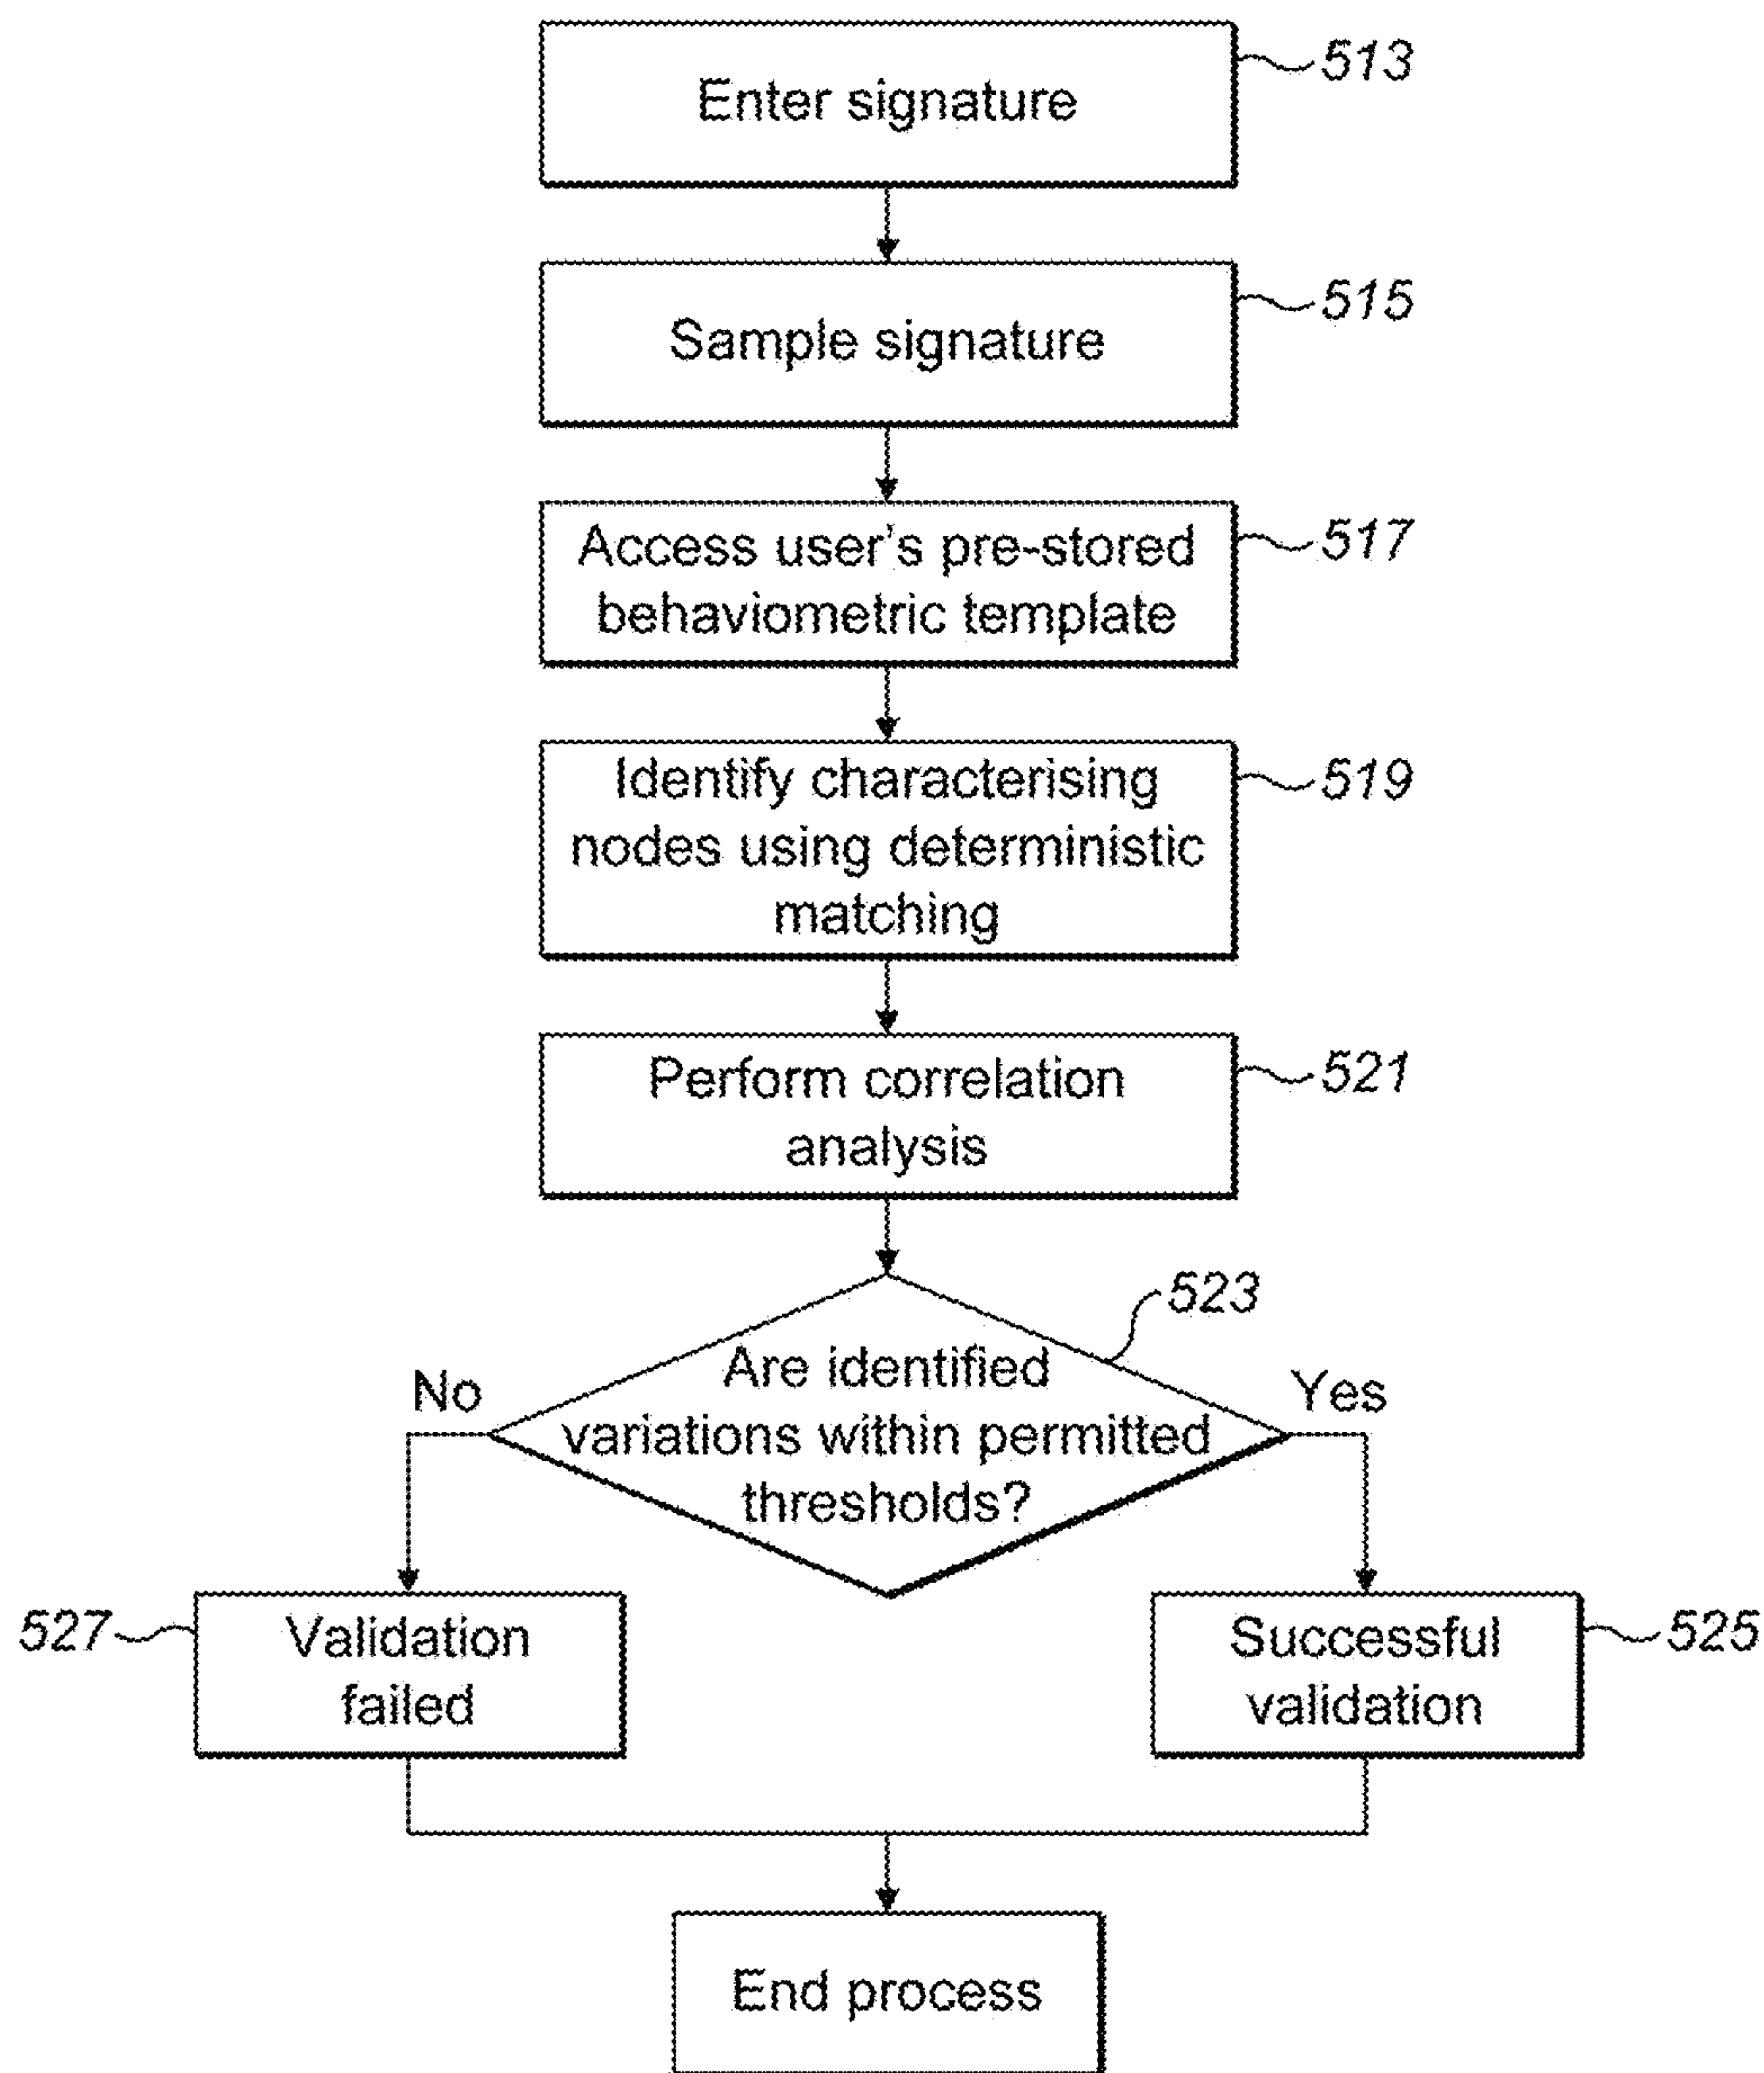 Enter signature
513
Sample signature
515
Access user's pre-stored
behaviometric template
517
Identify characterising
nodes using deterministic
matching
519
Perform correlation
analysis
521
523
Are identified
variations within permitted
thresholds?
No
Yes
527
Validation
failed
Successful
validation
525
End process